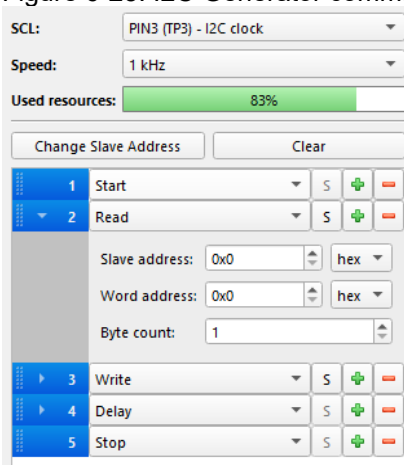 SCL: PIN3 (TP3) - I2C clock
Speed: 1 kHz
Used resources: 83%
Change Slave Address Clear
1 Start S
2 Read S
Slave address: 0x0 hex
Word address: 0x0 hex
Byte count: 1
3 Write S
4 Delay S
5 Stop S